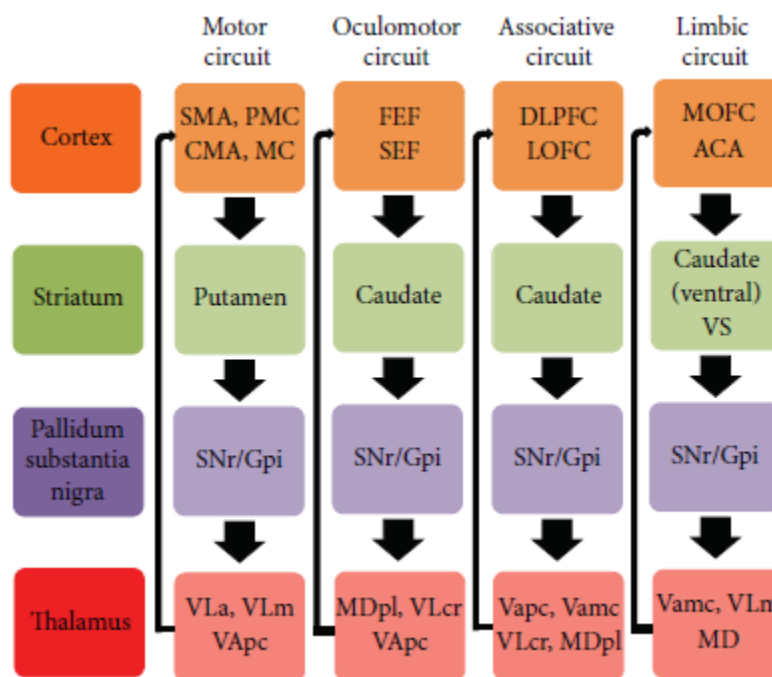 Motor
circuit
Oculomotor
circuit
Associative
circuit
Limbic
circuit
Cortex
SMA, PMC
CMA, MC
FEF
SEF
DLPFC
LOFC
MOFC
ACA
Striatum
Putamen
Caudate
Caudate
Caudate
(ventral)
VS
Pallidum
substantia
nigra
SNr/Gpi
SNr/Gpi
SNr/Gpi
SNr/Gpi
Thalamus
VLa, VLm
VApc
MDpl, VLcr
VApc
Vapc, Vamc
VLcr, MDpl
Vamc, VLm
MD